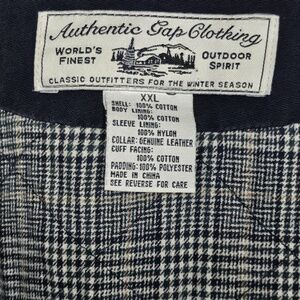 Authentic Gap Clothing
WORLD'S OUTDOOR
FINEST SPIRIT
CLASSIC OUTFITTERS FOR THE WINTER SEASON
XXL
SHELL: 100% COTTON
BODY LINING:
100% COTTON
SLEEVE LINING:
100% NYLON
COLLAR: GENUINE LEATHER
CUFF FACING:
100% COTTON
PADDING: 100% POLYESTER
MADE IN CHINA
SEE REVERSE FOR CARE